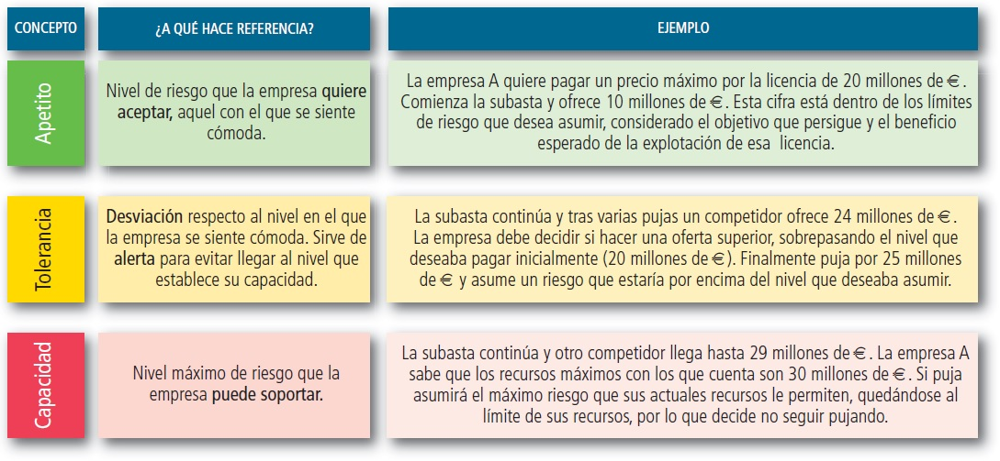 CONCEPTO
¿A QUÉ HACE REFERENCIA?
EJEMPLO
Apetito
Nivel de riesgo que la empresa quiere
aceptar, aquel con el que se siente
cómoda.
La empresa A quiere pagar un precio máximo por la licencia de 20 millones de €.
Comienza la subasta y ofrece 10 millones de €. Esta cifra está dentro de los límites
de riesgo que desea asumir, considerado el objetivo que persigue y el beneficio
esperado de la explotación de esa licencia.
Tolerancia
Desviación respecto al nivel en el que
la empresa se siente cómoda. Sirve de
alerta para evitar llegar al nivel que
establece su capacidad.
La subasta continúa y tras varias pujas un competidor ofrece 24 millones de €.
La empresa debe decidir si hacer una oferta superior, sobrepasando el nivel que
deseaba pagar inicialmente (20 millones de €). Finalmente puja por 25 millones
de € y asume un riesgo que estaría por encima del nivel que deseaba asumir.
Capacidad
Nivel máximo de riesgo que la
empresa puede soportar.
La subasta continúa y otro competidor llega hasta 29 millones de €. La empresa A
sabe que los recursos máximos con los que cuenta son 30 millones de €. Si puja
asumirá el máximo riesgo que sus actuales recursos le permiten, quedándose al
límite de sus recursos, por lo que decide no seguir pujando.